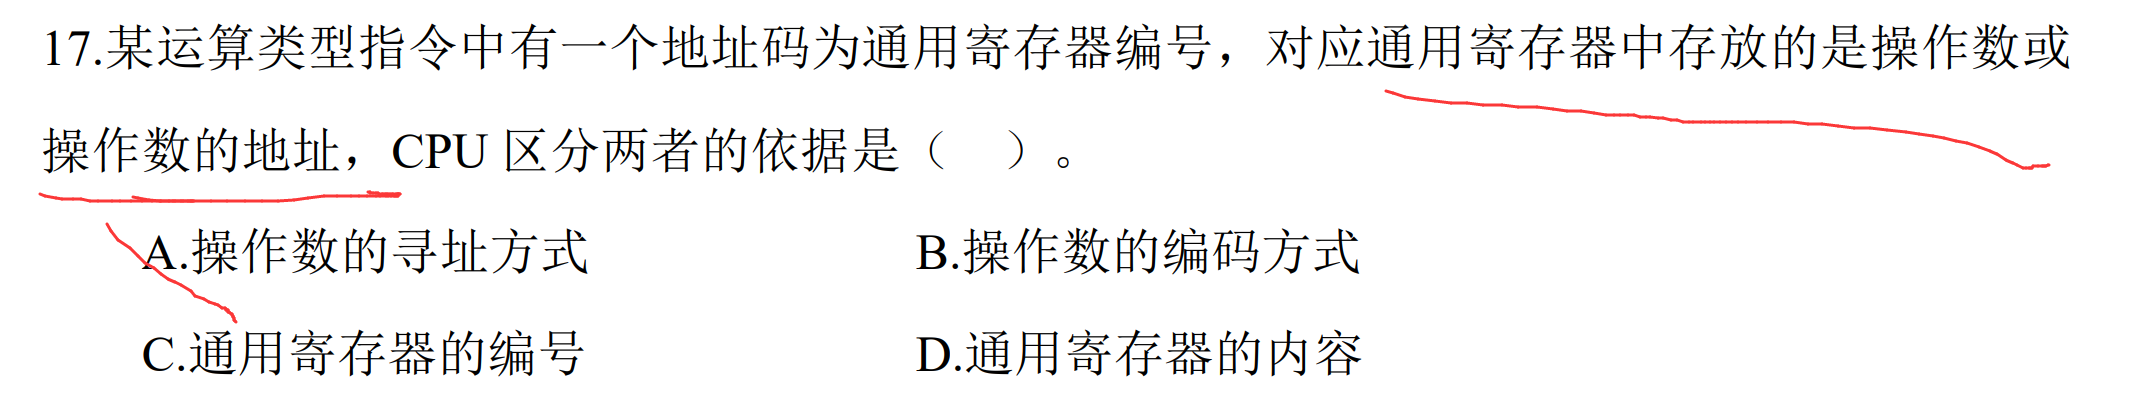 17.某运算类型指令中有一个地址码为通用寄存器编号，对应通用寄存器中存放的是操作数或
操作数的地址，CPU 区分两者的依据是（　）。
A.操作数的寻址方式 B.操作数的编码方式
C.通用寄存器的编号 D.通用寄存器的内容